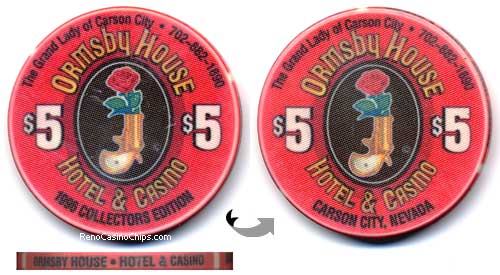 The Grand Lady of Carson City • 702-882-1890
ORMSBY HOUSE
$5 $5
HOTEL & CASINO
1996 COLLECTORS EDITION
RenoCasinoChips.com
The Grand Lady of Carson City • 702-882-1890
ORMSBY HOUSE
$5 $5
HOTEL & CASINO
CARSON CITY, NEVADA
ORMSBY HOUSE • HOTEL & CASINO